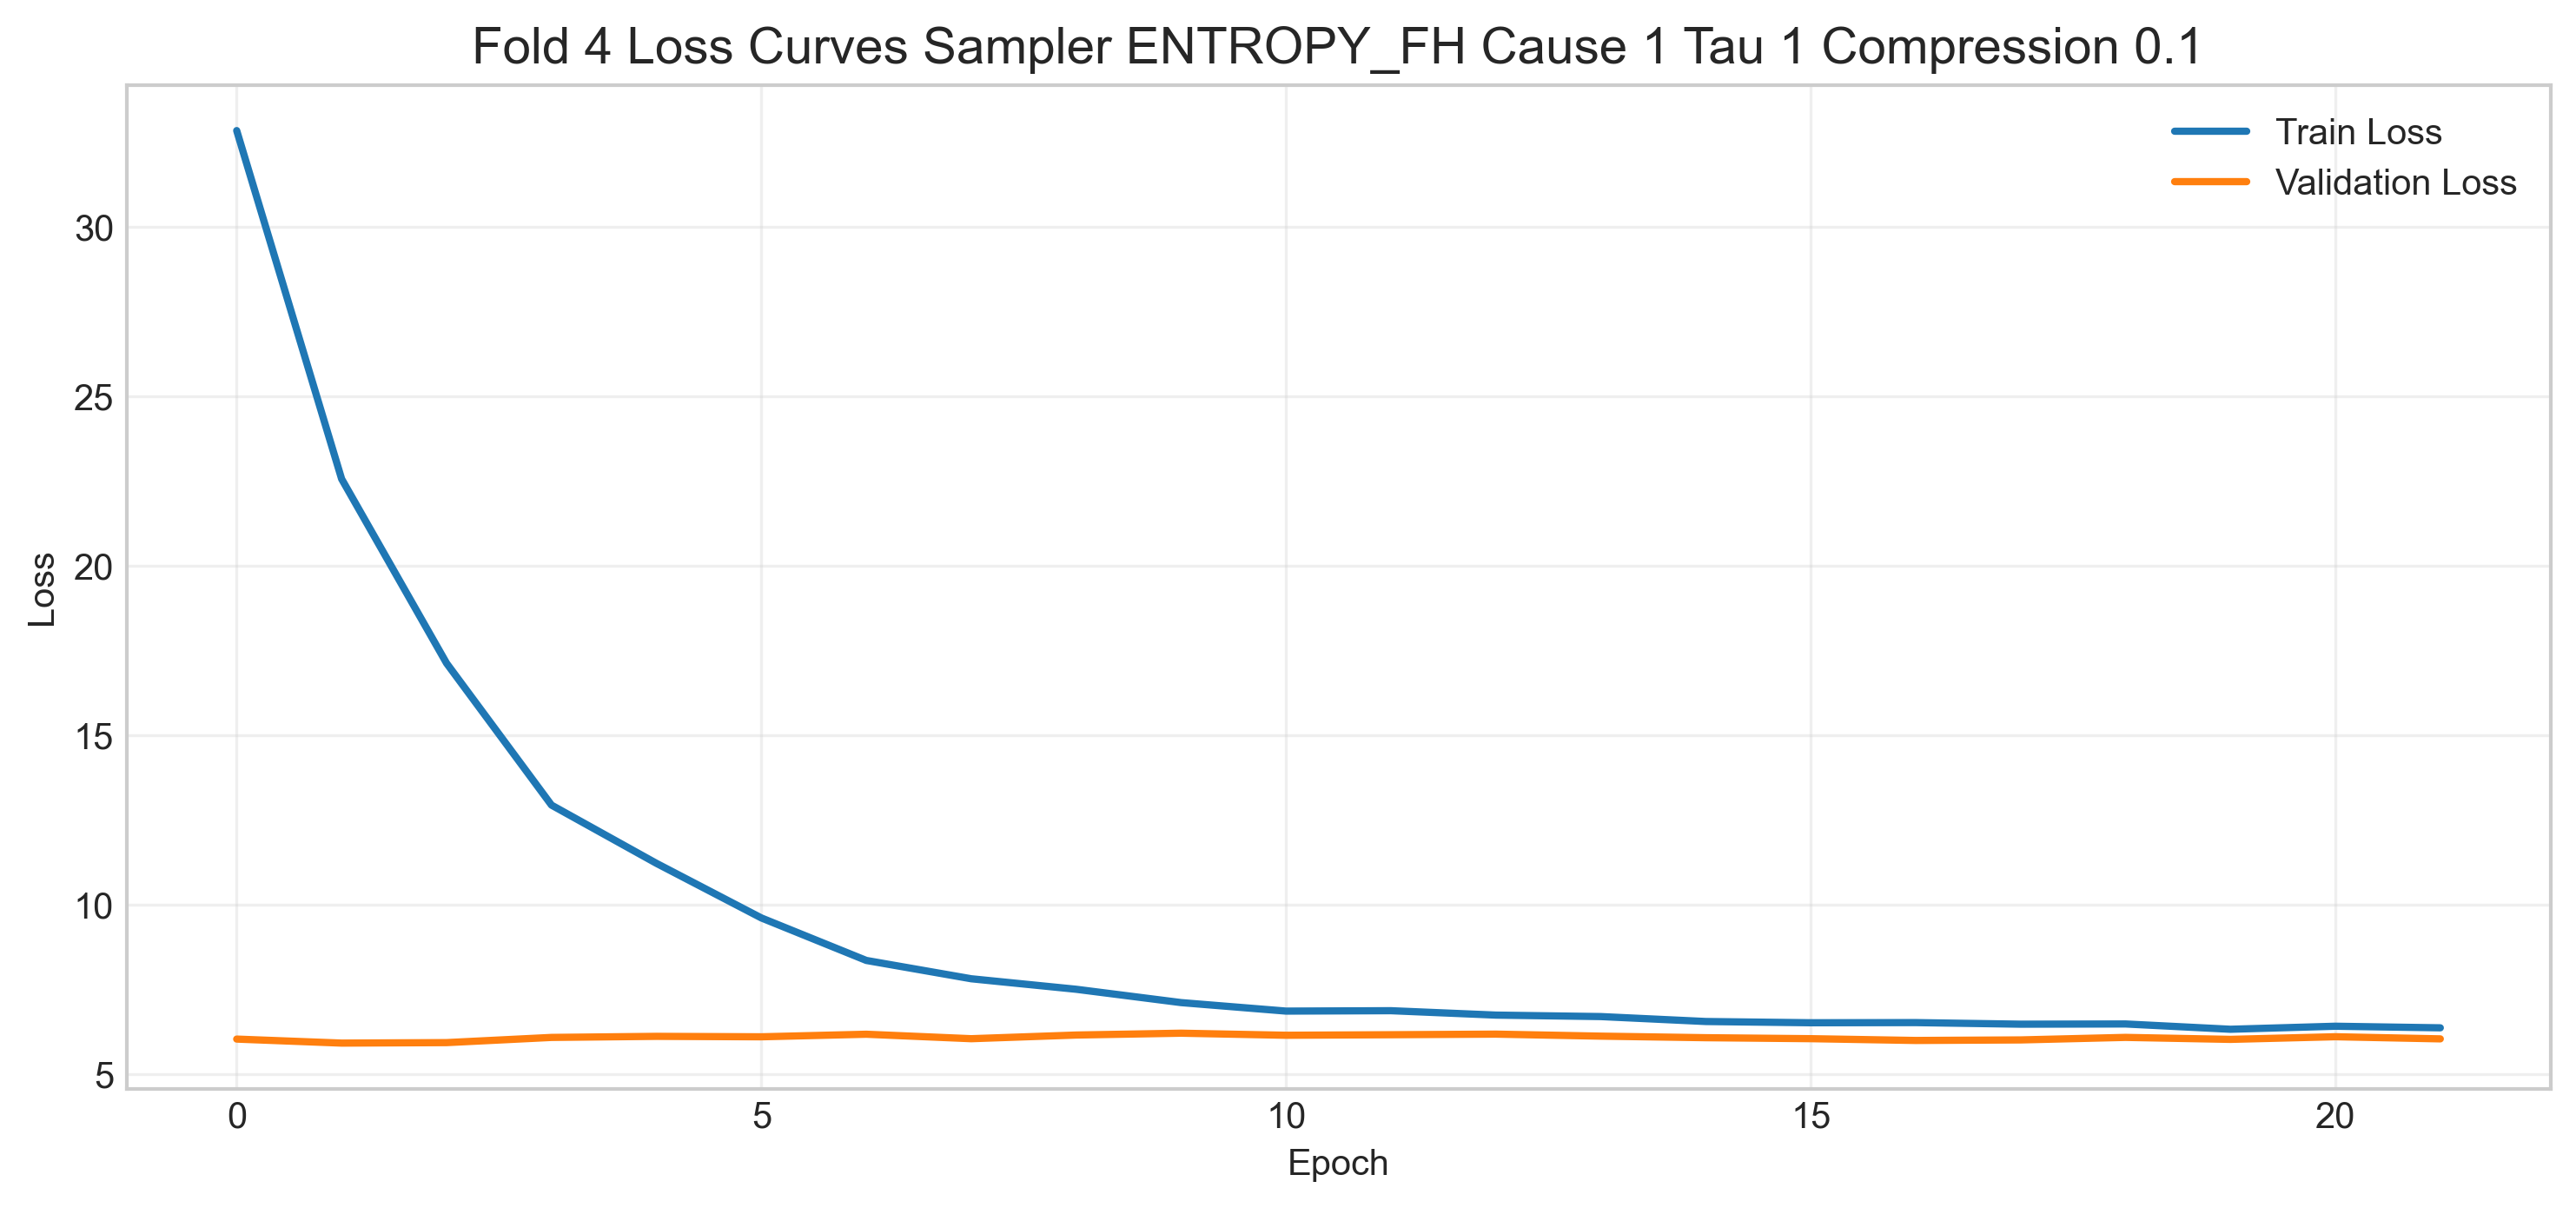 Fold 4 Loss Curves Sampler ENTROPY_FH Cause 1 Tau 1 Compression 0.1
Train Loss
Validation Loss
30
25
20
15
10
5
Loss
0 5 10 15 20
Epoch